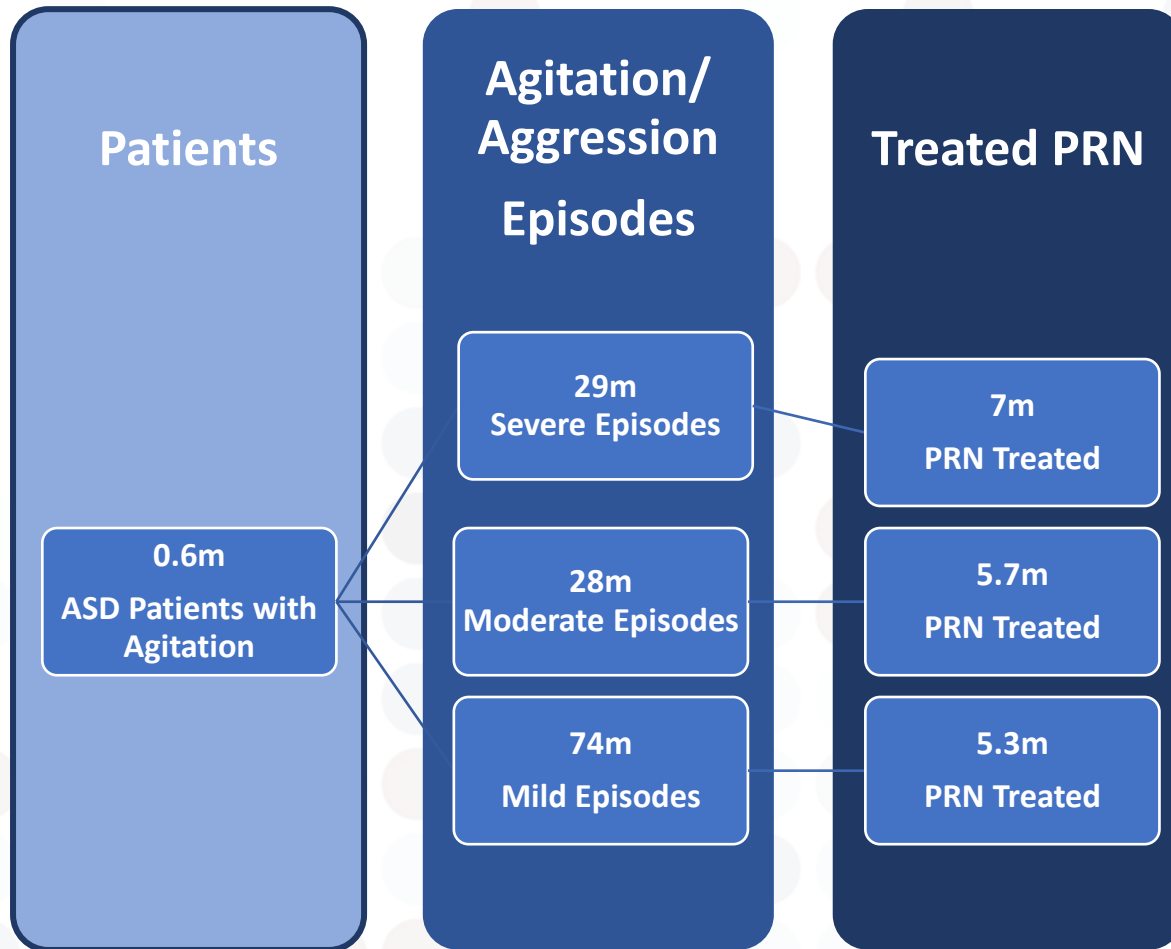 Patients
0.6m
ASD Patients with
Agitation
Agitation/
Aggression
Episodes
29m
Severe Episodes
28m
Moderate Episodes
74m
Mild Episodes
Treated PRN
7m
PRN Treated
5.7m
PRN Treated
5.3m
PRN Treated